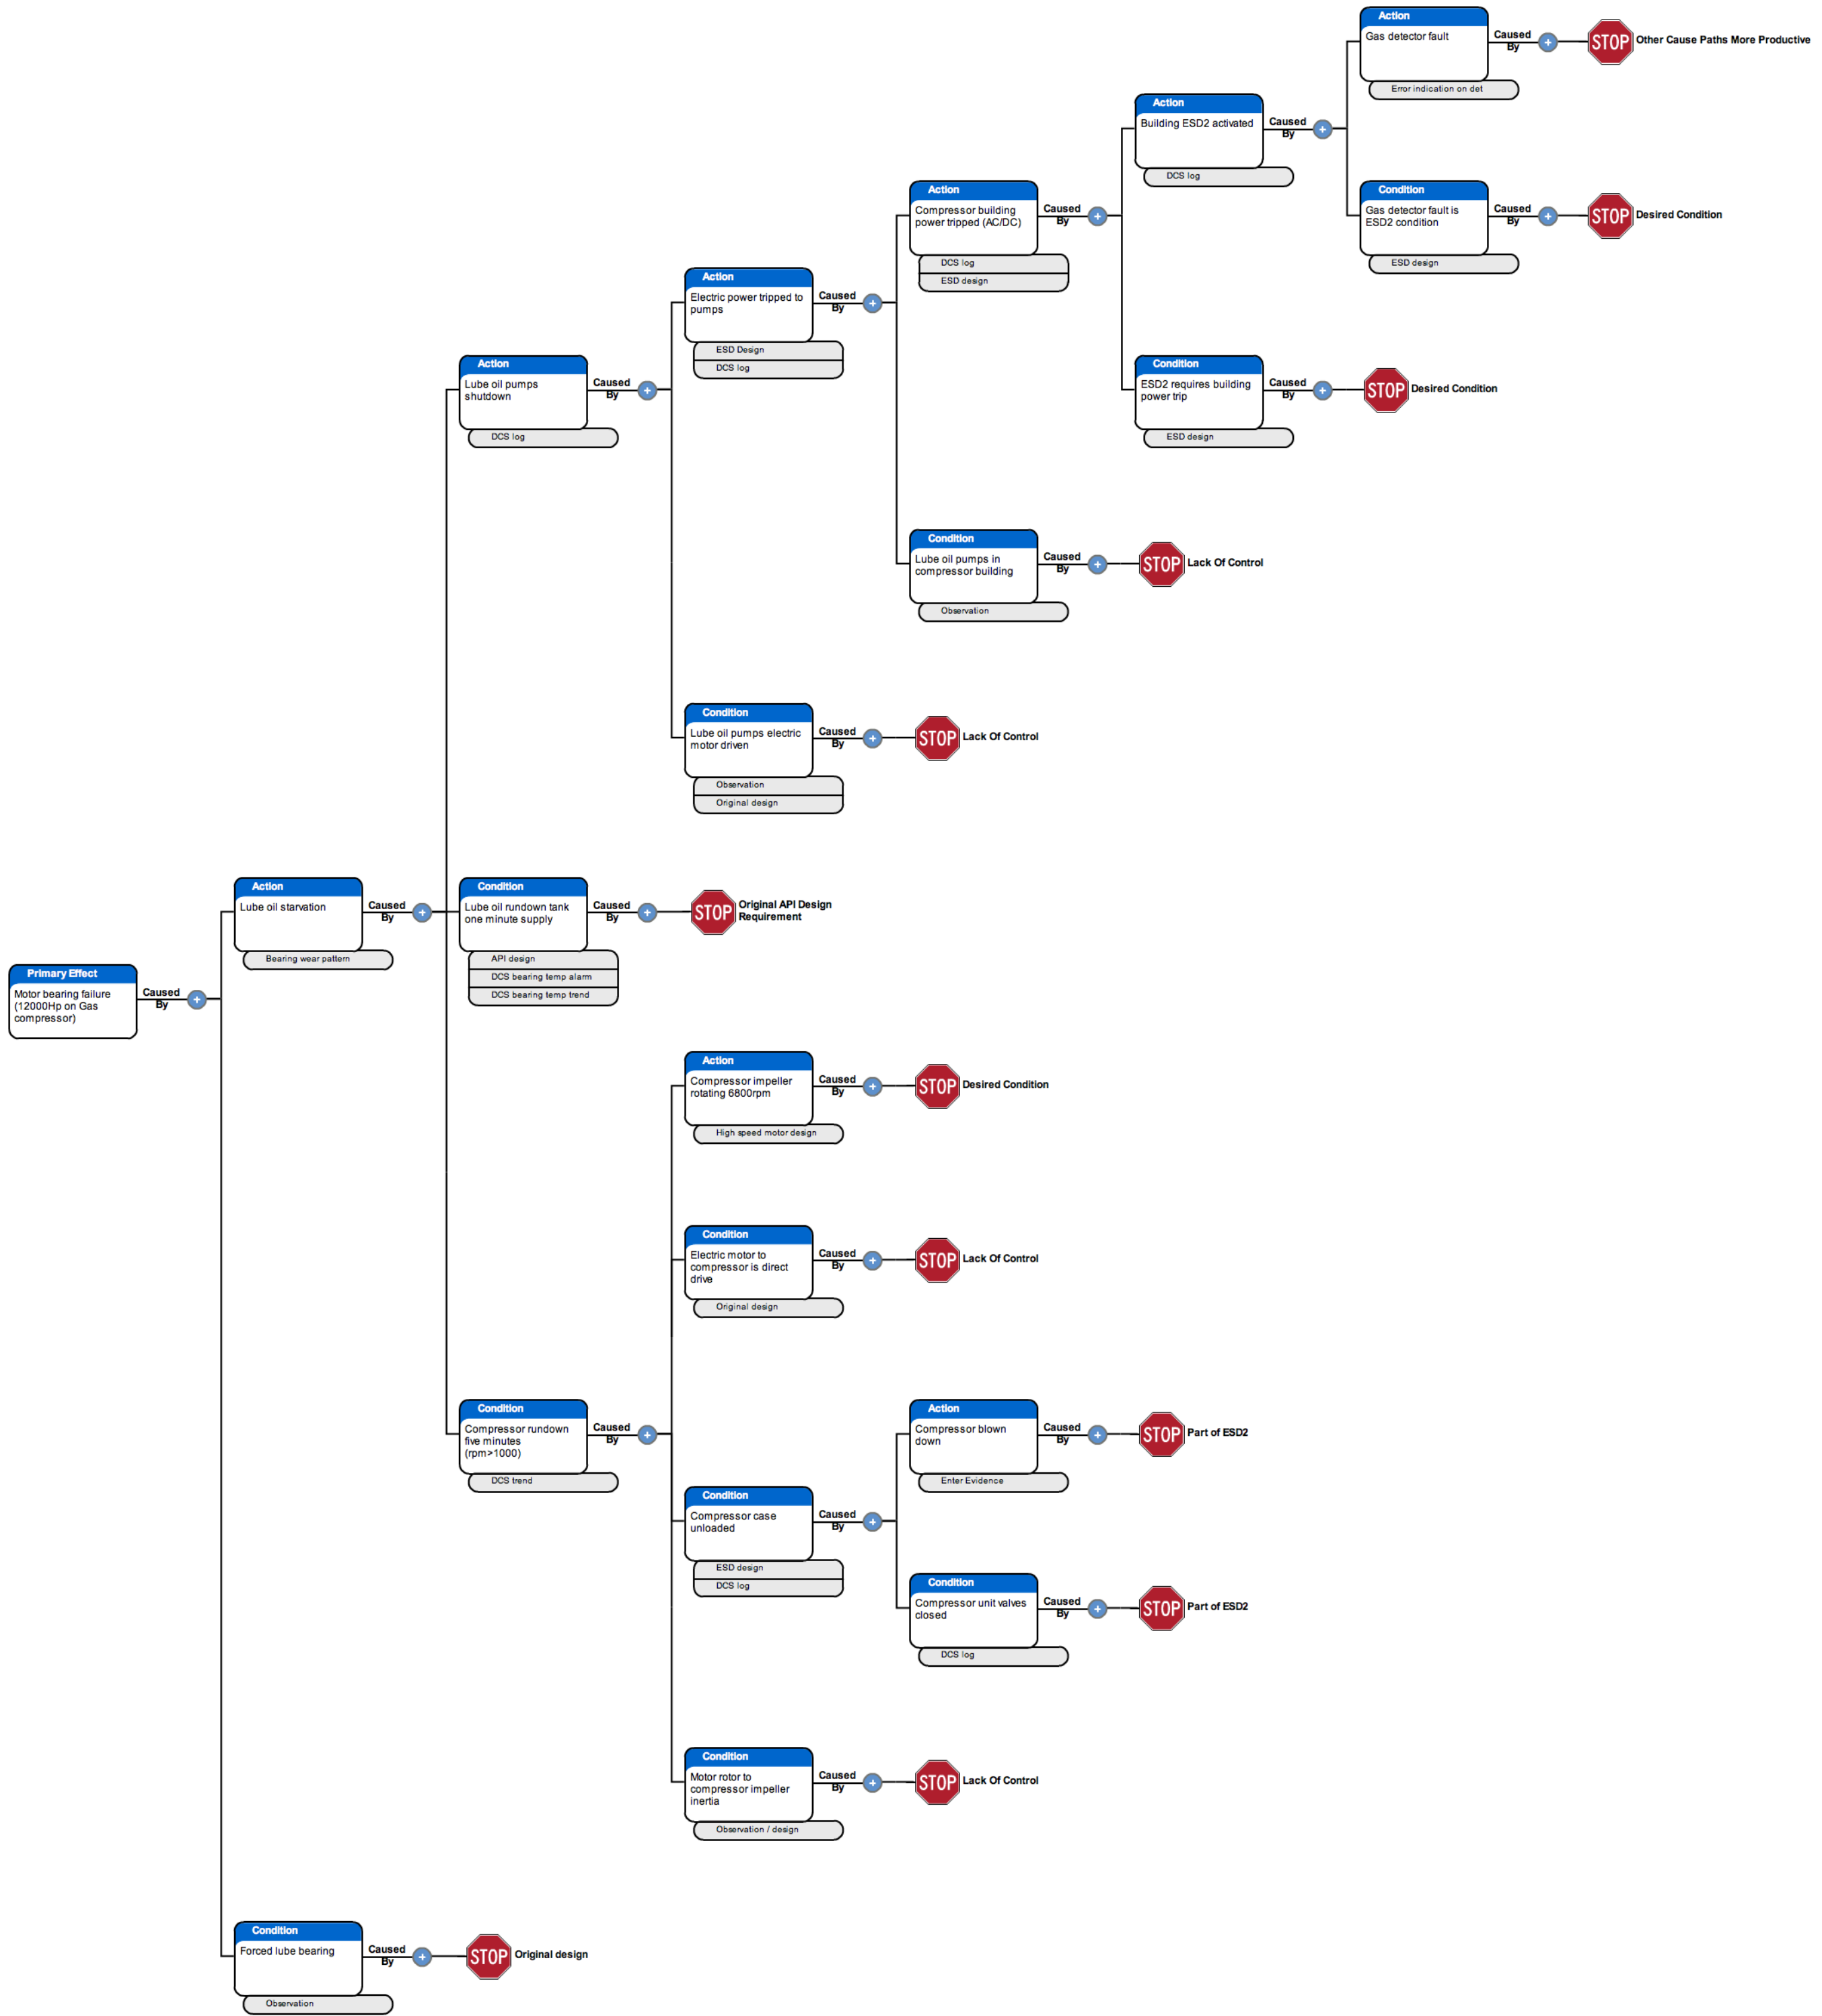 Action
Gas detector fault
Caused
By
STOP
Other Cause Paths More Productive
Error indication on det
Action
Building ESD2 activated
Caused
By
DCS log
Condition
Gas detector fault is
ESD2 condition
Caused
By
STOP
Desired Condition
ESD design
Action
Compressor building
power tripped (AC/DC)
Caused
By
DCS log
ESD design
Action
Electric power tripped to
pumps
Caused
By
ESD Design
DCS log
Condition
ESD2 requires building
power trip
Caused
By
STOP
Desired Condition
ESD design
Action
Lube oil pumps
shutdown
Caused
By
DCS log
Condition
Lube oil pumps in
compressor building
Caused
By
STOP
Lack Of Control
Observation
Condition
Lube oil pumps electric
motor driven
Caused
By
STOP
Lack Of Control
Observation
Original design
Action
Lube oil starvation
Caused
By
Bearing wear pattern
Condition
Lube oil rundown tank
one minute supply
Caused
By
STOP
Original API Design
Requirement
API design
DCS bearing temp alarm
DCS bearing temp trend
Primary Effect
Motor bearing failure
(12000Hp on Gas
compressor)
Caused
By
Action
Compressor impeller
rotating 6800rpm
Caused
By
STOP
Desired Condition
High speed motor design
Condition
Electric motor to
compressor is direct
drive
Caused
By
STOP
Lack Of Control
Original design
Condition
Compressor rundown
five minutes
(rpm>1000)
Caused
By
DCS trend
Action
Compressor blown
down
Caused
By
STOP
Part of ESD2
Enter Evidence
Condition
Compressor case
unloaded
Caused
By
ESD design
DCS log
Condition
Compressor unit valves
closed
Caused
By
STOP
Part of ESD2
DCS log
Condition
Motor rotor to
compressor impeller
inertia
Caused
By
STOP
Lack Of Control
Observation / design
Condition
Forced lube bearing
Caused
By
STOP
Original design
Observation